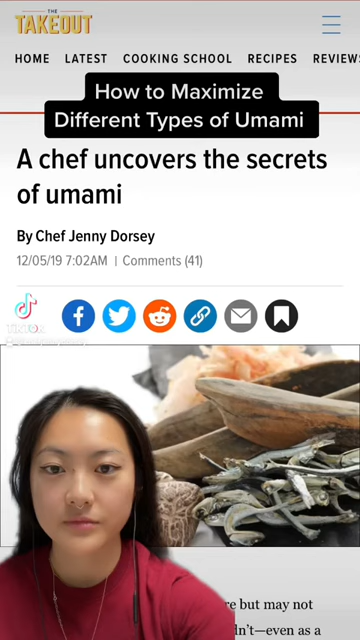 THE
TAKEOUT
HOME LATEST COOKING SCHOOL RECIPES REVIEWS
How to Maximize
Different Types of Umami
A chef uncovers the secrets
of umami
By Chef Jenny Dorsey
12/05/19 7:02AM | Comments (41)
TikTok
re but may not
dn't—even as a